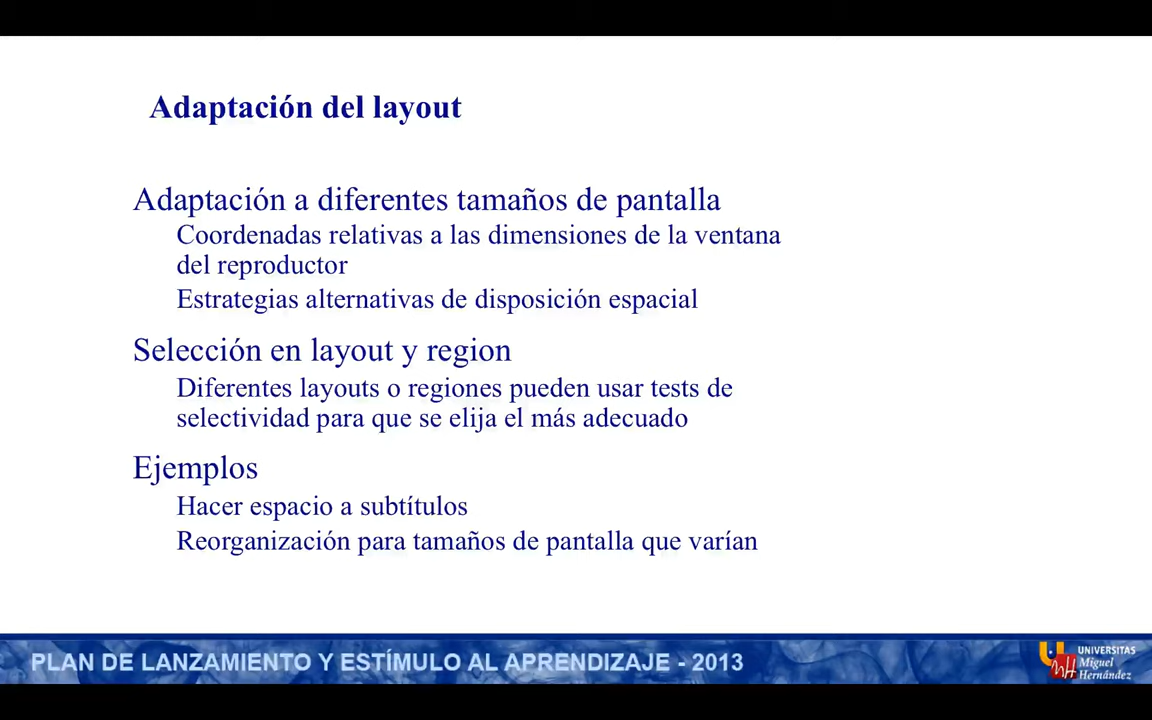 Adaptación del layout
Adaptación a diferentes tamaños de pantalla
Coordenadas relativas a las dimensiones de la ventana
del reproductor
Estrategias alternativas de disposición espacial
Selección en layout y region
Diferentes layouts o regiones pueden usar tests de
selectividad para que se elija el más adecuado
Ejemplos
Hacer espacio a subtítulos
Reorganización para tamaños de pantalla que varían
PLAN DE LANZAMIENTO Y ESTÍMULO AL APRENDIZAJE - 2013
UNIVERSITAS
Miguel
Hernández